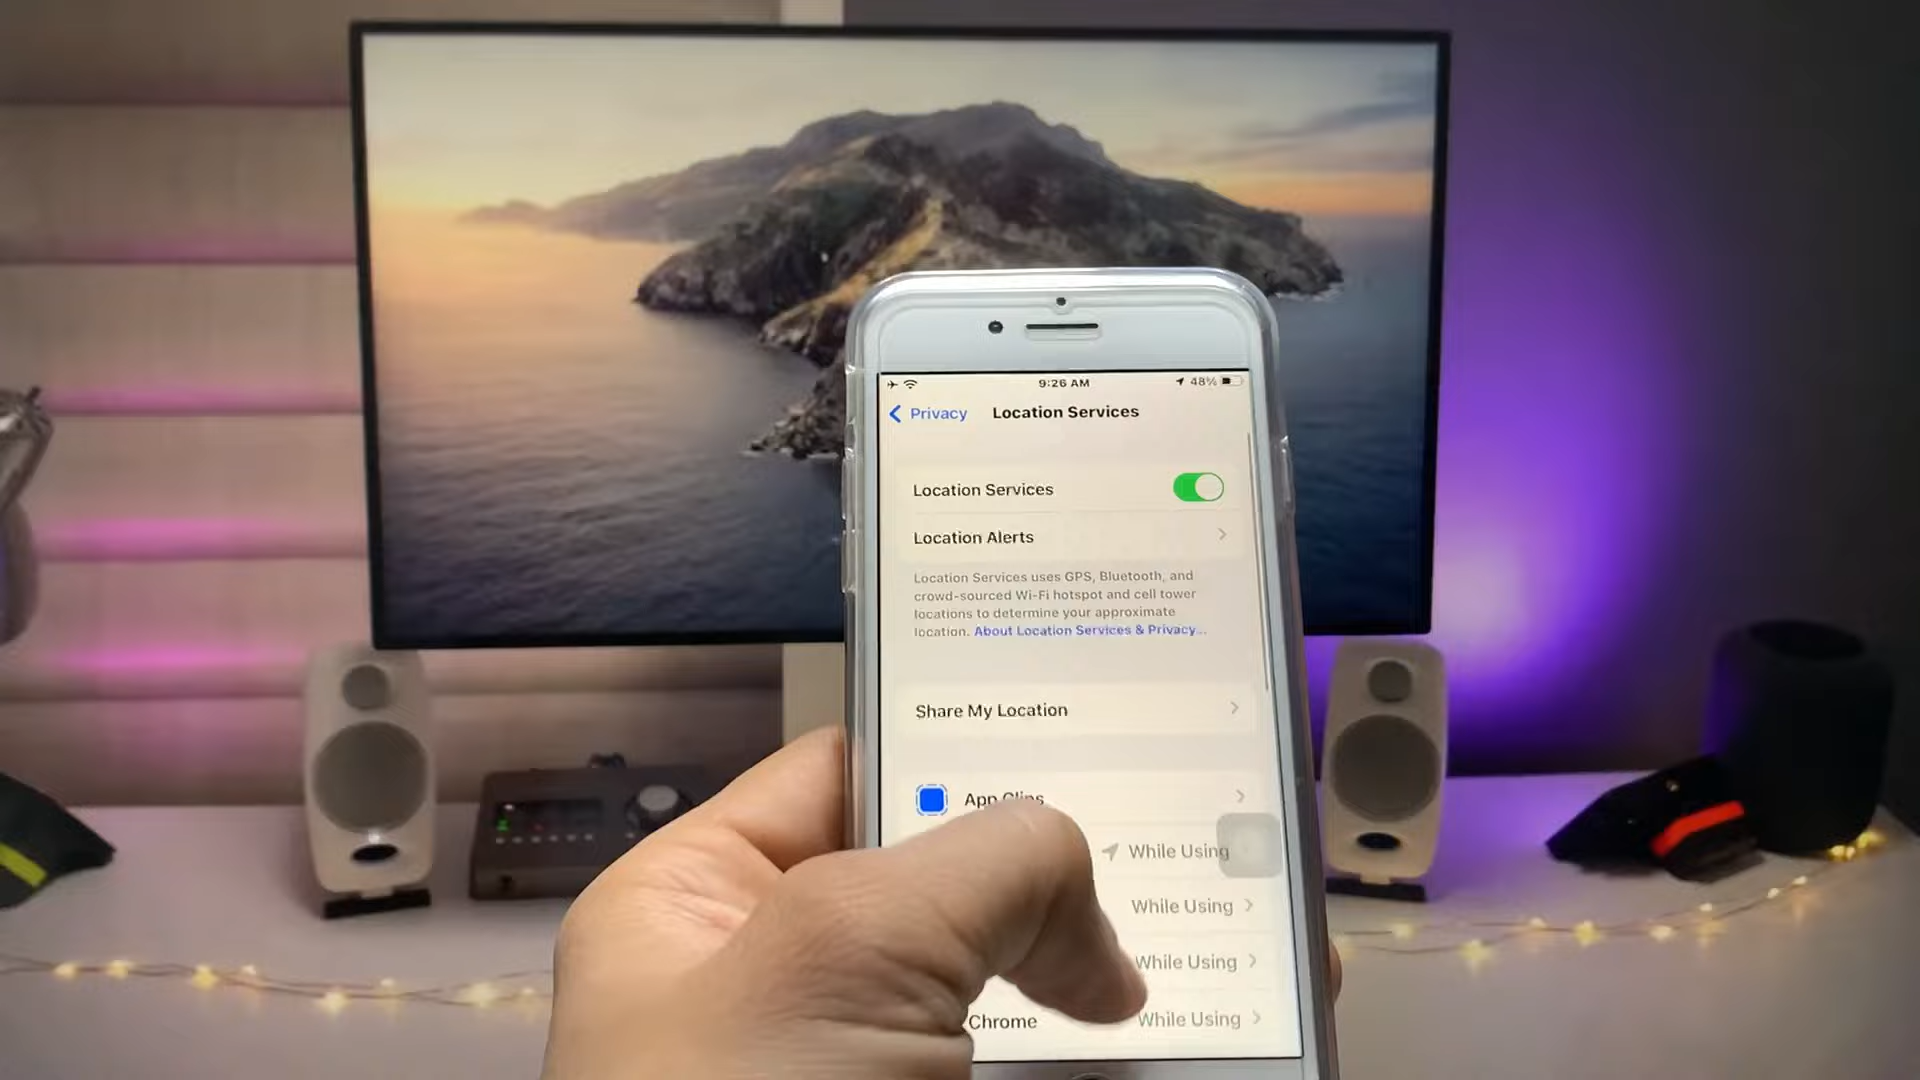 9:26 AM
48%
Privacy
Location Services
Location Services
Location Alerts
Location Services uses GPS, Bluetooth, and
crowd-sourced Wi-Fi hotspot and cell tower
locations to determine your approximate
location. About Location Services & Privacy...
Share My Location
App Clips
While Using
While Using
While Using
Chrome
While Using